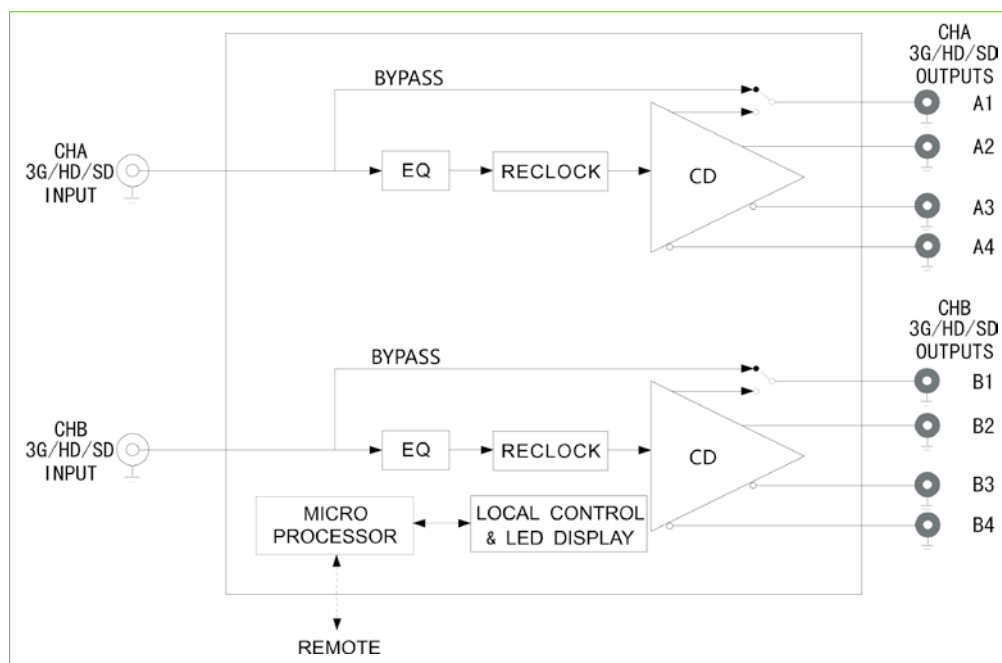 CHA
3G/HD/SD
OUTPUTS
BYPASS
A1
A2
CHA
3G/HD/SD
INPUT
EQ
RECLOCK
CD
A3
A4
CHB
3G/HD/SD
OUTPUTS
BYPASS
B1
B2
CHB
3G/HD/SD
INPUT
EQ
RECLOCK
CD
B3
B4
MICRO
PROCESSOR
LOCAL CONTROL
& LED DISPLAY
REMOTE